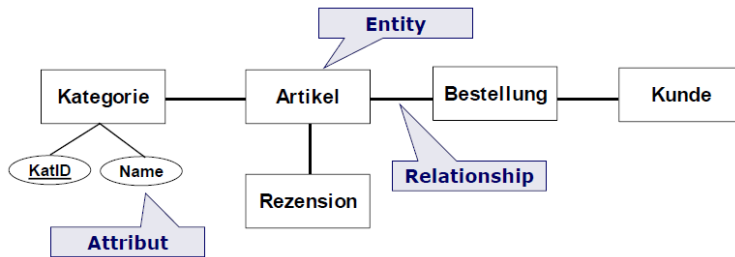 Entity
Kategorie
Artikel
Bestellung
Kunde
KatID
Name
Rezension
Relationship
Attribut